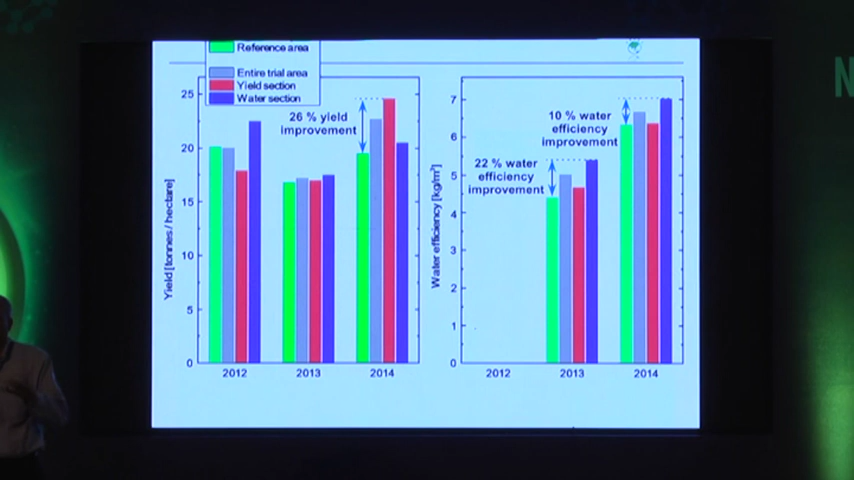 Reference area
Entire trial area
Yield section
Water section
25
20
15
10
5
0
Yield [tonnes / hectare]
26 % yield
improvement
2012
2013
2014
7
6
5
4
3
2
1
0
Water efficiency [kg/m³]
22 % water
efficiency
improvement
10 % water
efficiency
improvement
2012
2013
2014
N